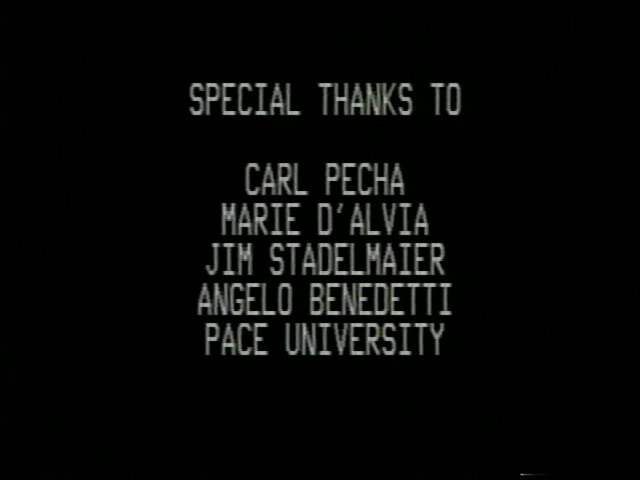 SPECIAL THANKS TO
CARL PECHA
MARIE D'ALVIA
JIM STADELMAIER
ANGELO BENEDETTI
PACE UNIVERSITY